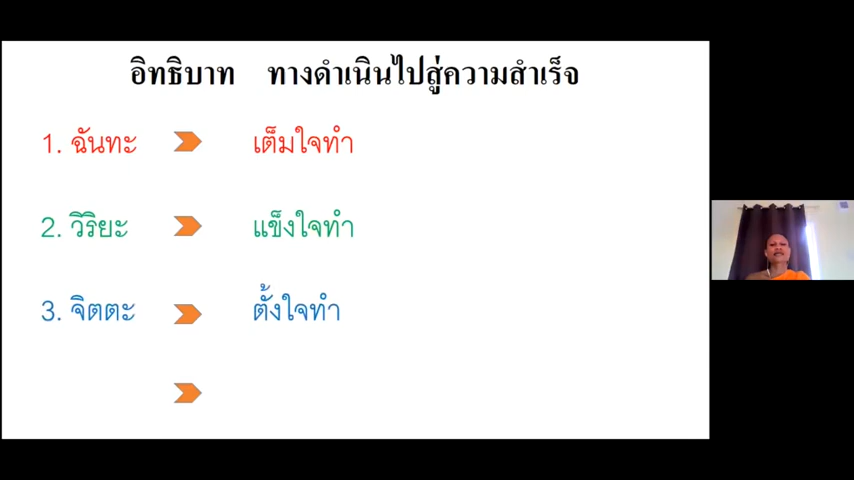 อิทธิบาท ทางดำเนินไปสู่ความสำเร็จ
1. ฉันทะ เต็มใจทำ
2. วิริยะ แข็งใจทำ
3. จิตตะ ตั้งใจทำ